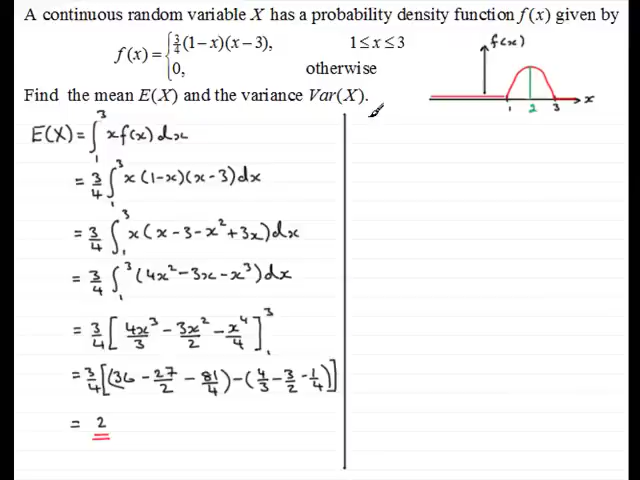 A continuous random variable X has a probability density function f(x) given by
f(x) = { ¾(1−x)(x−3), 1≤x≤3
0, otherwise
Find the mean E(X) and the variance Var(X).
f(x)
1 2 3 x
E(X) = ∫₁³ x f(x) dx
= 3/4 ∫₁³ x(1−x)(x−3) dx
= 3/4 ∫₁³ x(x−3−x²+3x) dx
= 3/4 ∫₁³ (4x²−3x−x³) dx
= 3/4 [4x³/3 − 3x²/2 − x⁴/4]₁³
= 3/4 [(36 − 27/2 − 81/4) − (4/3 − 3/2 − 1/4)]
= 2